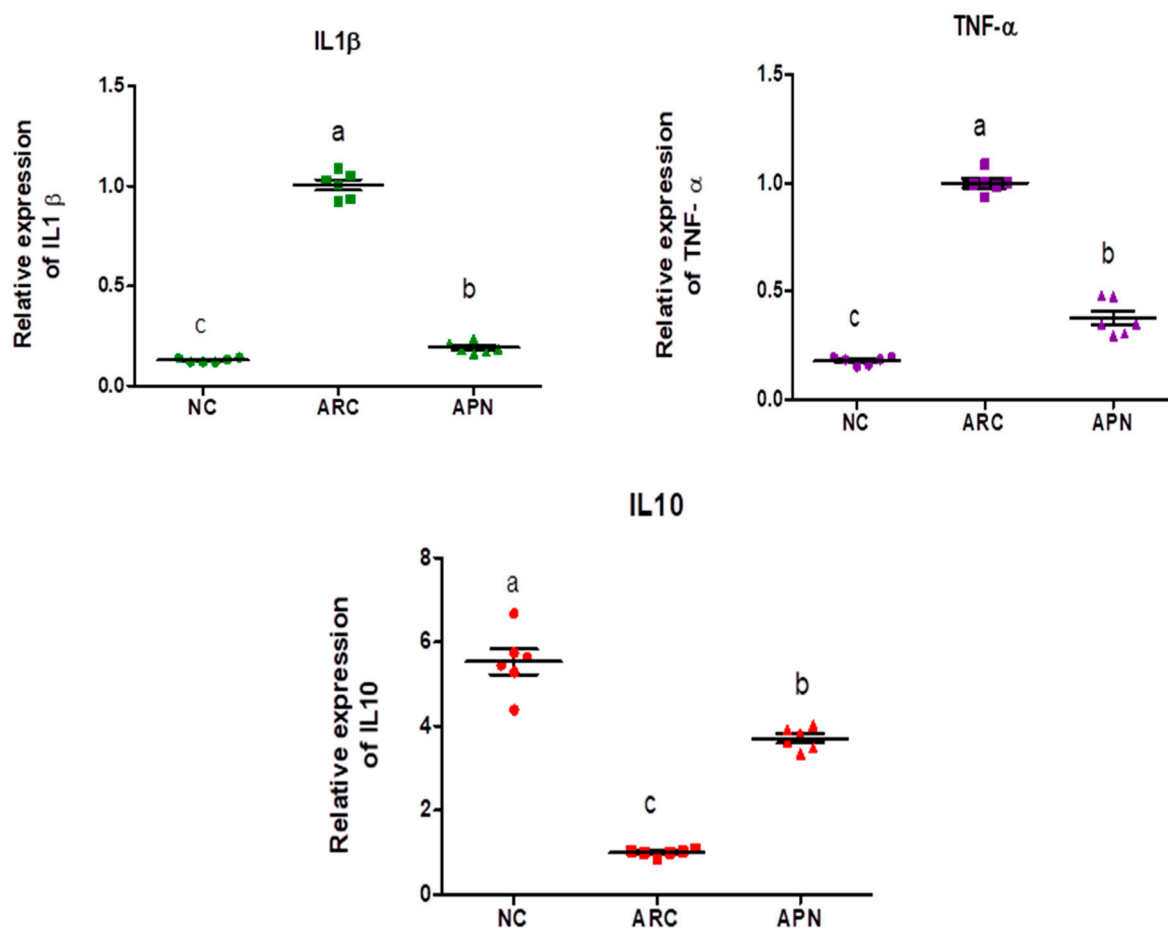 IL1β
Relative expression
of IL1 β
1.5
1.0
0.5
0.0
a
b
c
NC ARC APN
TNF-α
Relative expression
of TNF- α
1.5
1.0
0.5
0.0
a
b
c
NC ARC APN
IL10
Relative expression
of IL10
8
6
4
2
0
a
b
c
NC ARC APN